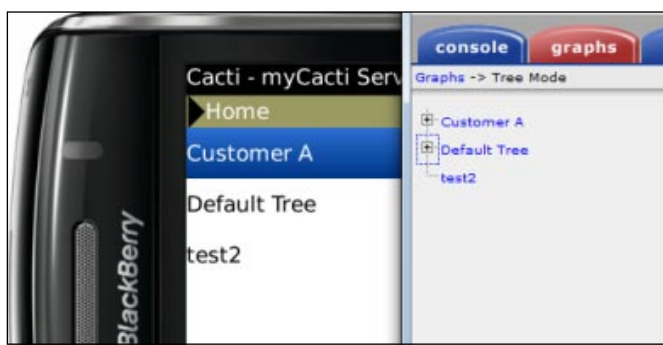 BlackBerry
Cacti - myCacti Serv
Home
Customer A
Default Tree
test2
console
graphs
Graphs -> Tree Mode
Customer A
Default Tree
test2